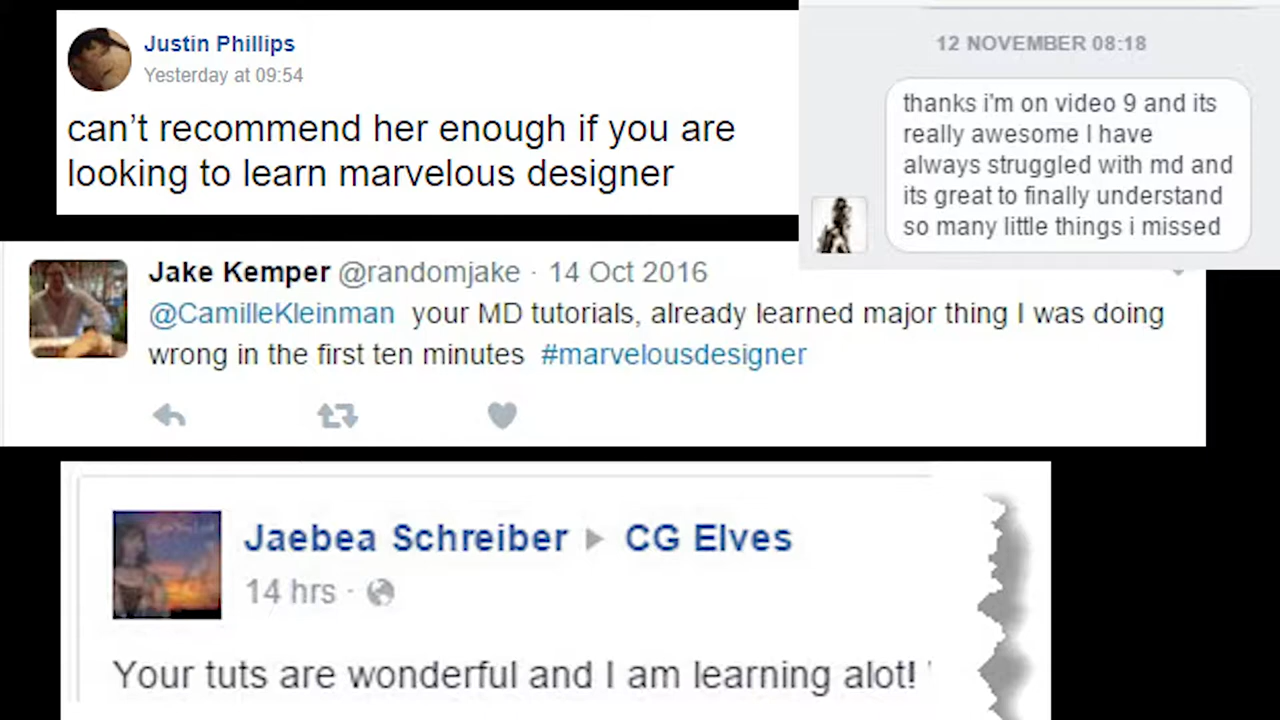 Justin Phillips
Yesterday at 09:54
can’t recommend her enough if you are
looking to learn marvelous designer
12 NOVEMBER 08:18
thanks i'm on video 9 and its
really awesome I have
always struggled with md and
its great to finally understand
so many little things i missed
Jake Kemper @randomjake · 14 Oct 2016
@CamilleKleinman your MD tutorials, already learned major thing I was doing
wrong in the first ten minutes #marvelousdesigner
Jaebea Schreiber ▸ CG Elves
14 hrs ·
Your tuts are wonderful and I am learning alot!